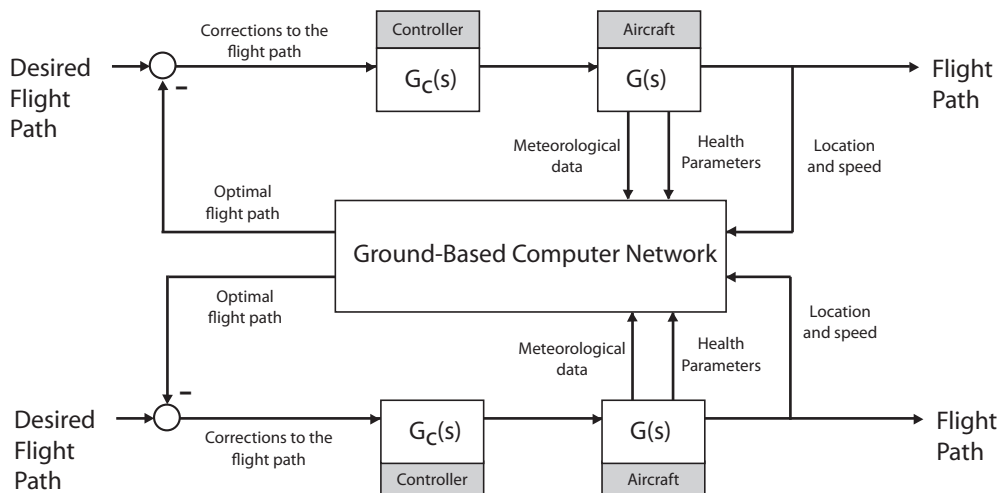 Corrections to the
flight path
Controller
Aircraft
Desired
Flight
Path
G_C(s)
G(s)
Flight
Path
Meteorological
data
Health
Parameters
Location
and speed
Optimal
flight path
Ground-Based Computer Network
Optimal
flight path
Meteorological
data
Health
Parameters
Location
and speed
Desired
Flight
Path
G_C(s)
G(s)
Flight
Path
Corrections to the
flight path
Controller
Aircraft